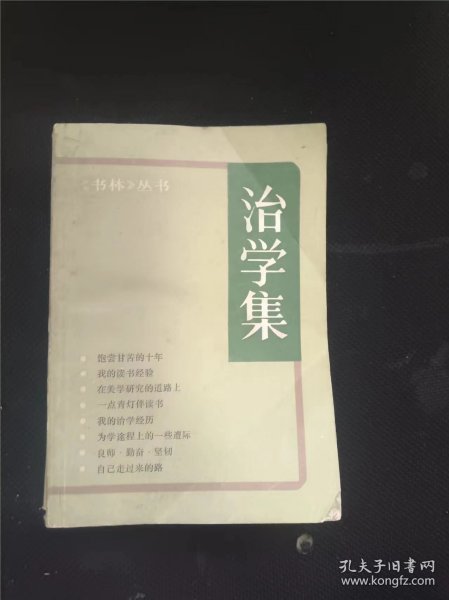 《书林》丛书
治学集
饱尝甘苦的十年
我的读书经验
在美学研究的道路上
一点青灯伴读书
我的治学经历
为学途程上的一些遭际
良师·勤奋·坚韧
自己走过来的路
孔夫子旧书网
www.kongfz.com